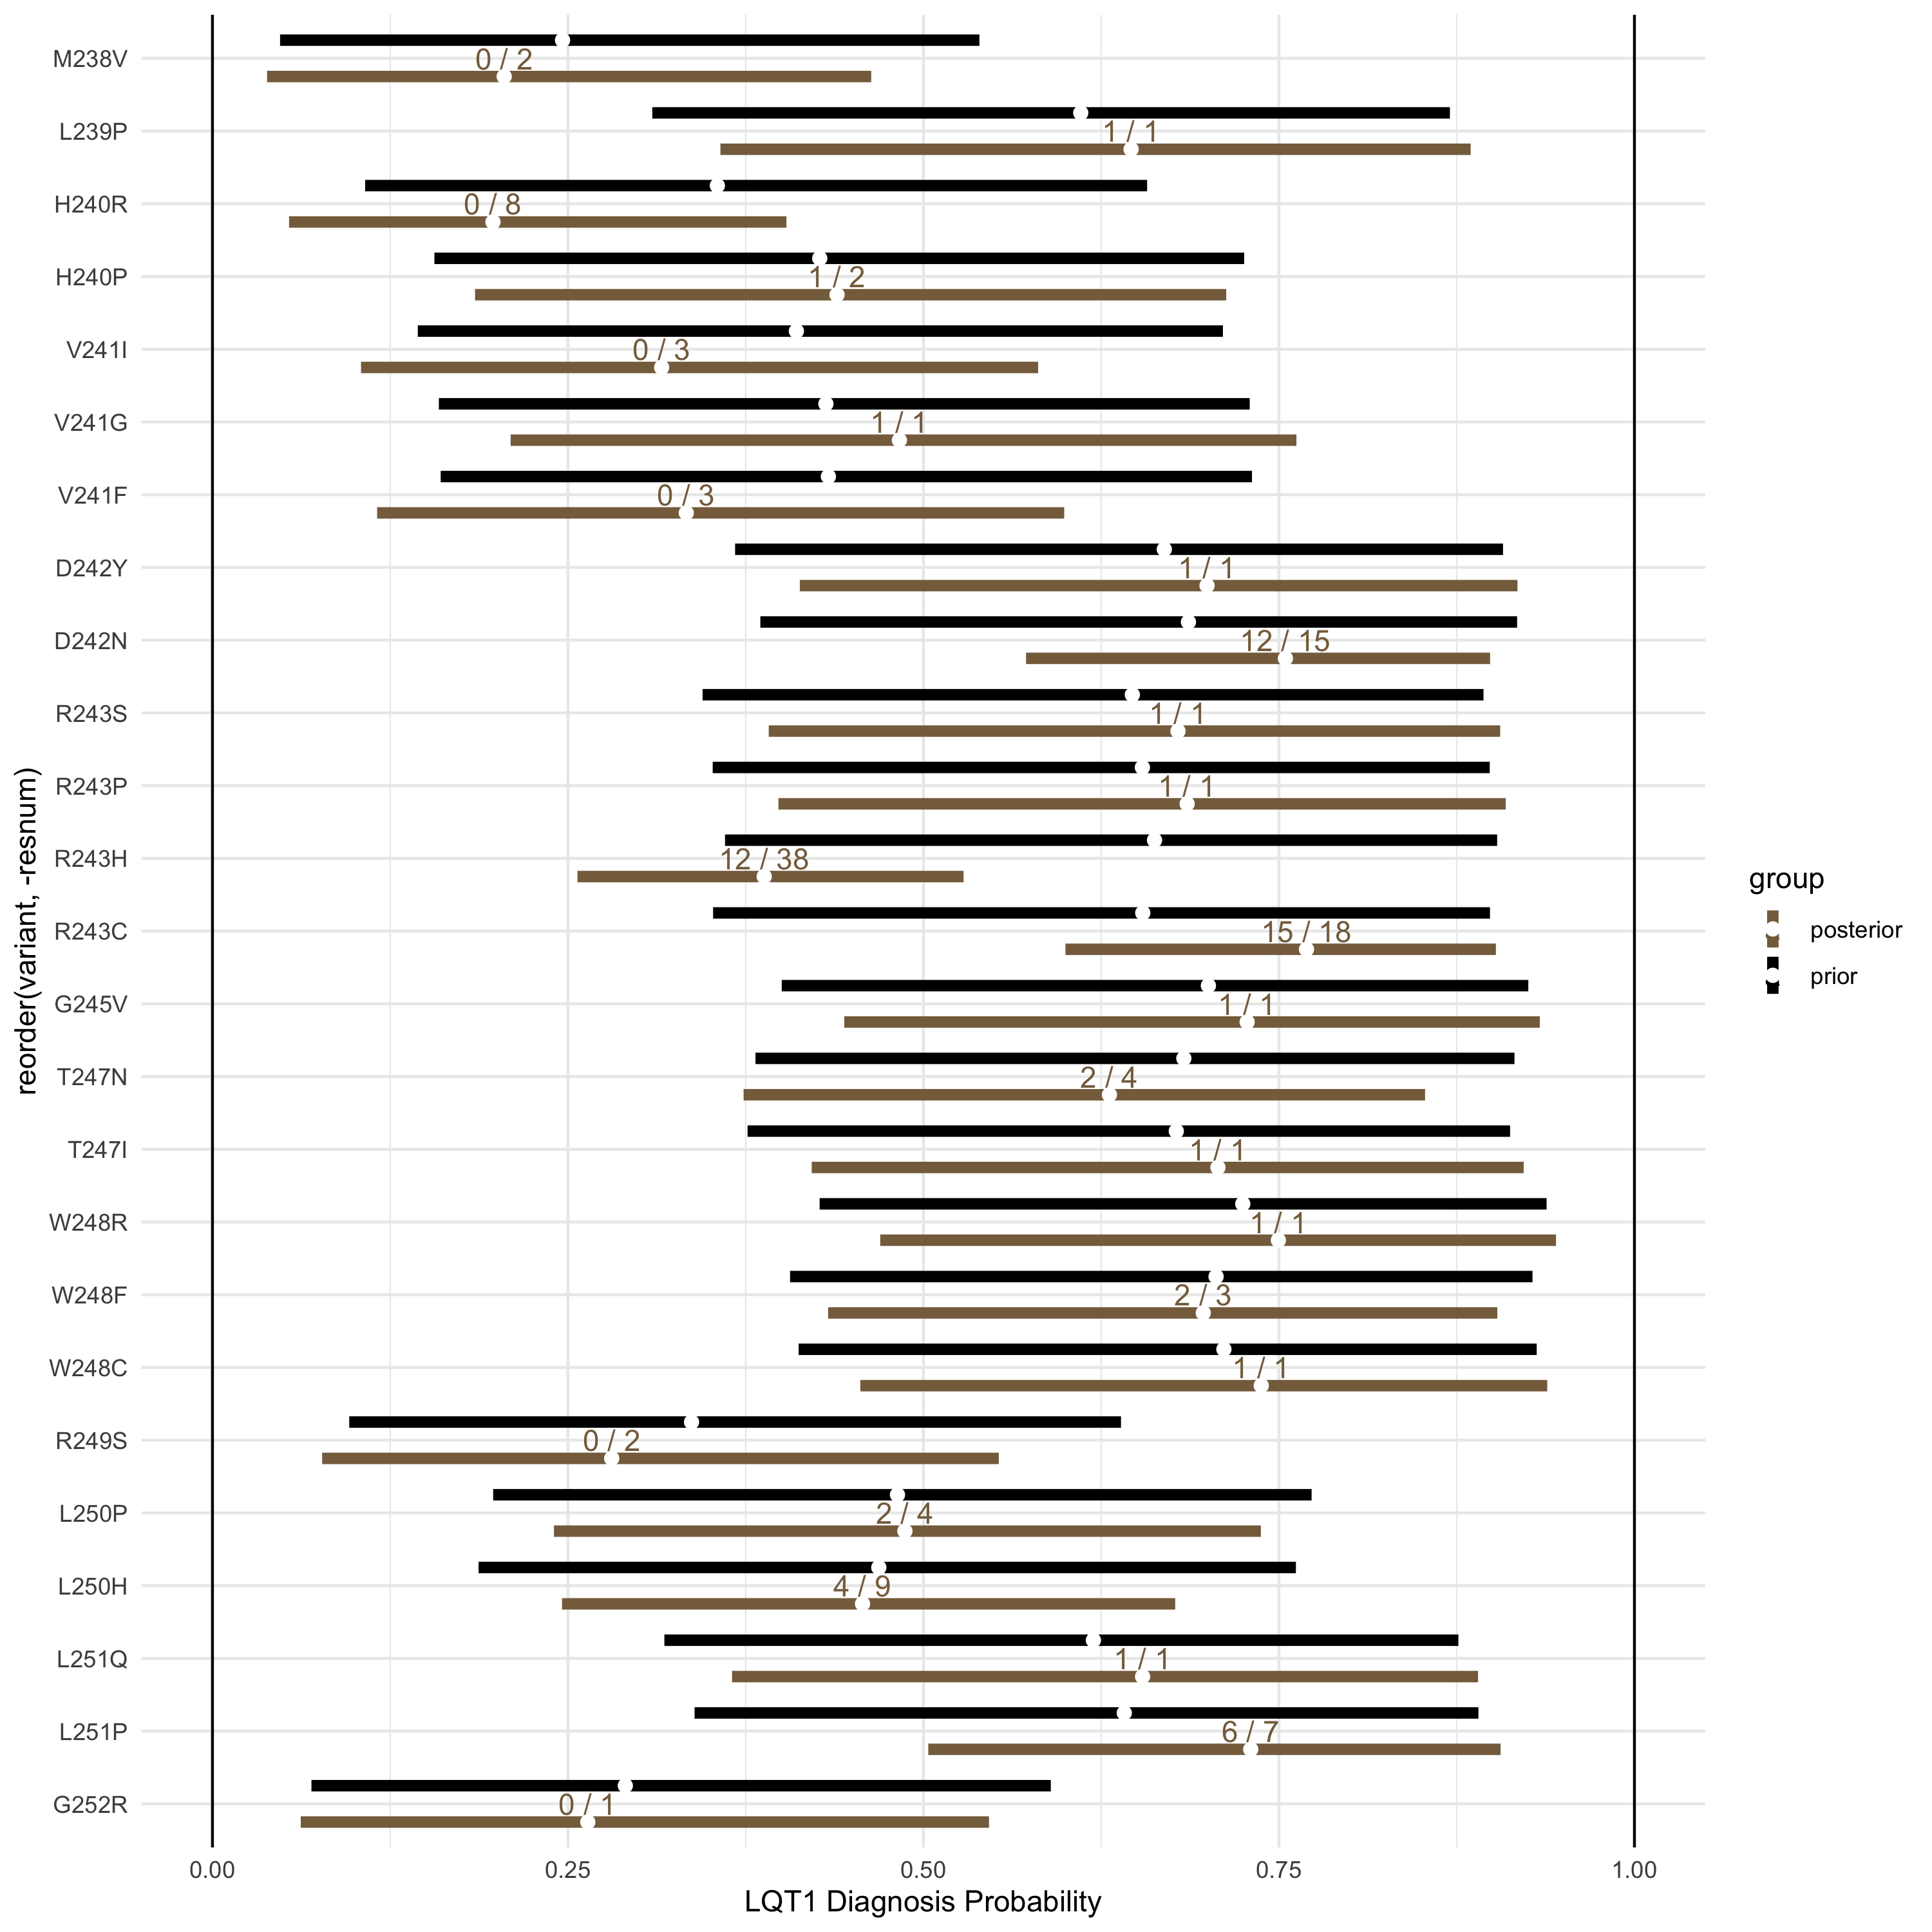 reorder(variant, -resnum)
M238V
0 / 2
L239P
1 / 1
H240R
0 / 8
H240P
1 / 2
V241I
0 / 3
V241G
1 / 1
V241F
0 / 3
D242Y
1 / 1
D242N
12 / 15
R243S
1 / 1
R243P
1 / 1
R243H
12 / 38
R243C
15 / 18
G245V
1 / 1
T247N
2 / 4
T247I
1 / 1
W248R
1 / 1
W248F
2 / 3
W248C
1 / 1
R249S
0 / 2
L250P
2 / 4
L250H
4 / 9
L251Q
1 / 1
L251P
6 / 7
G252R
0 / 1
0.00 0.25 0.50 0.75 1.00
LQT1 Diagnosis Probability
group
posterior
prior